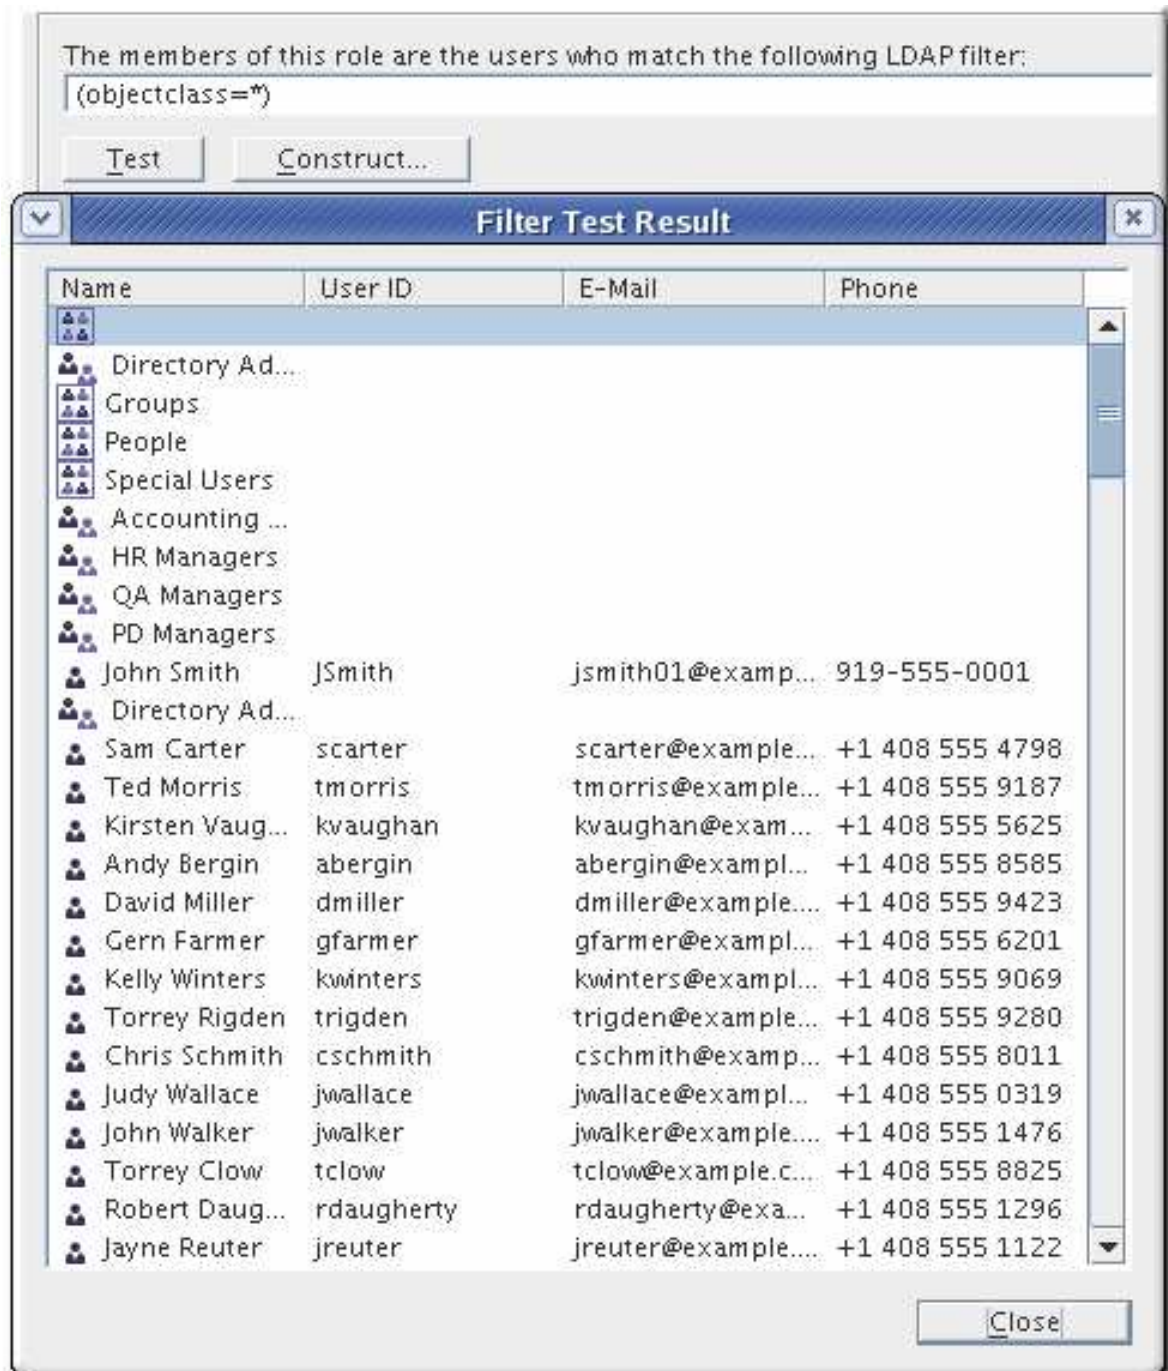 The members of this role are the users who match the following LDAP filter:
(objectclass=*)
Test Construct...
Filter Test Result
Name User ID E-Mail Phone
Directory Ad...
Groups
People
Special Users
Accounting ...
HR Managers
QA Managers
PD Managers
John Smith JSmith jsmith01@examp... 919-555-0001
Directory Ad...
Sam Carter scarter scarter@example... +1 408 555 4798
Ted Morris tmorris tmorris@example... +1 408 555 9187
Kirsten Vaug... kvaughan kvaughan@exam... +1 408 555 5625
Andy Bergin abergin abergin@exampl... +1 408 555 8585
David Miller dmiller dmiller@example.... +1 408 555 9423
Gern Farmer gfarmer gfarmer@exampl... +1 408 555 6201
Kelly Winters kwinters kwinters@exampl... +1 408 555 9069
Torrey Rigden trigden trigden@example... +1 408 555 9280
Chris Schmith cschmith cschmith@examp... +1 408 555 8011
Judy Wallace jwallace jwallace@exampl... +1 408 555 0319
John Walker jwalker jwalker@example.... +1 408 555 1476
Torrey Clow tclow tclow@example.c... +1 408 555 8825
Robert Daug... rdaugherty rdaugherty@exa... +1 408 555 1296
Jayne Reuter jreuter jreuter@example.... +1 408 555 1122
Close